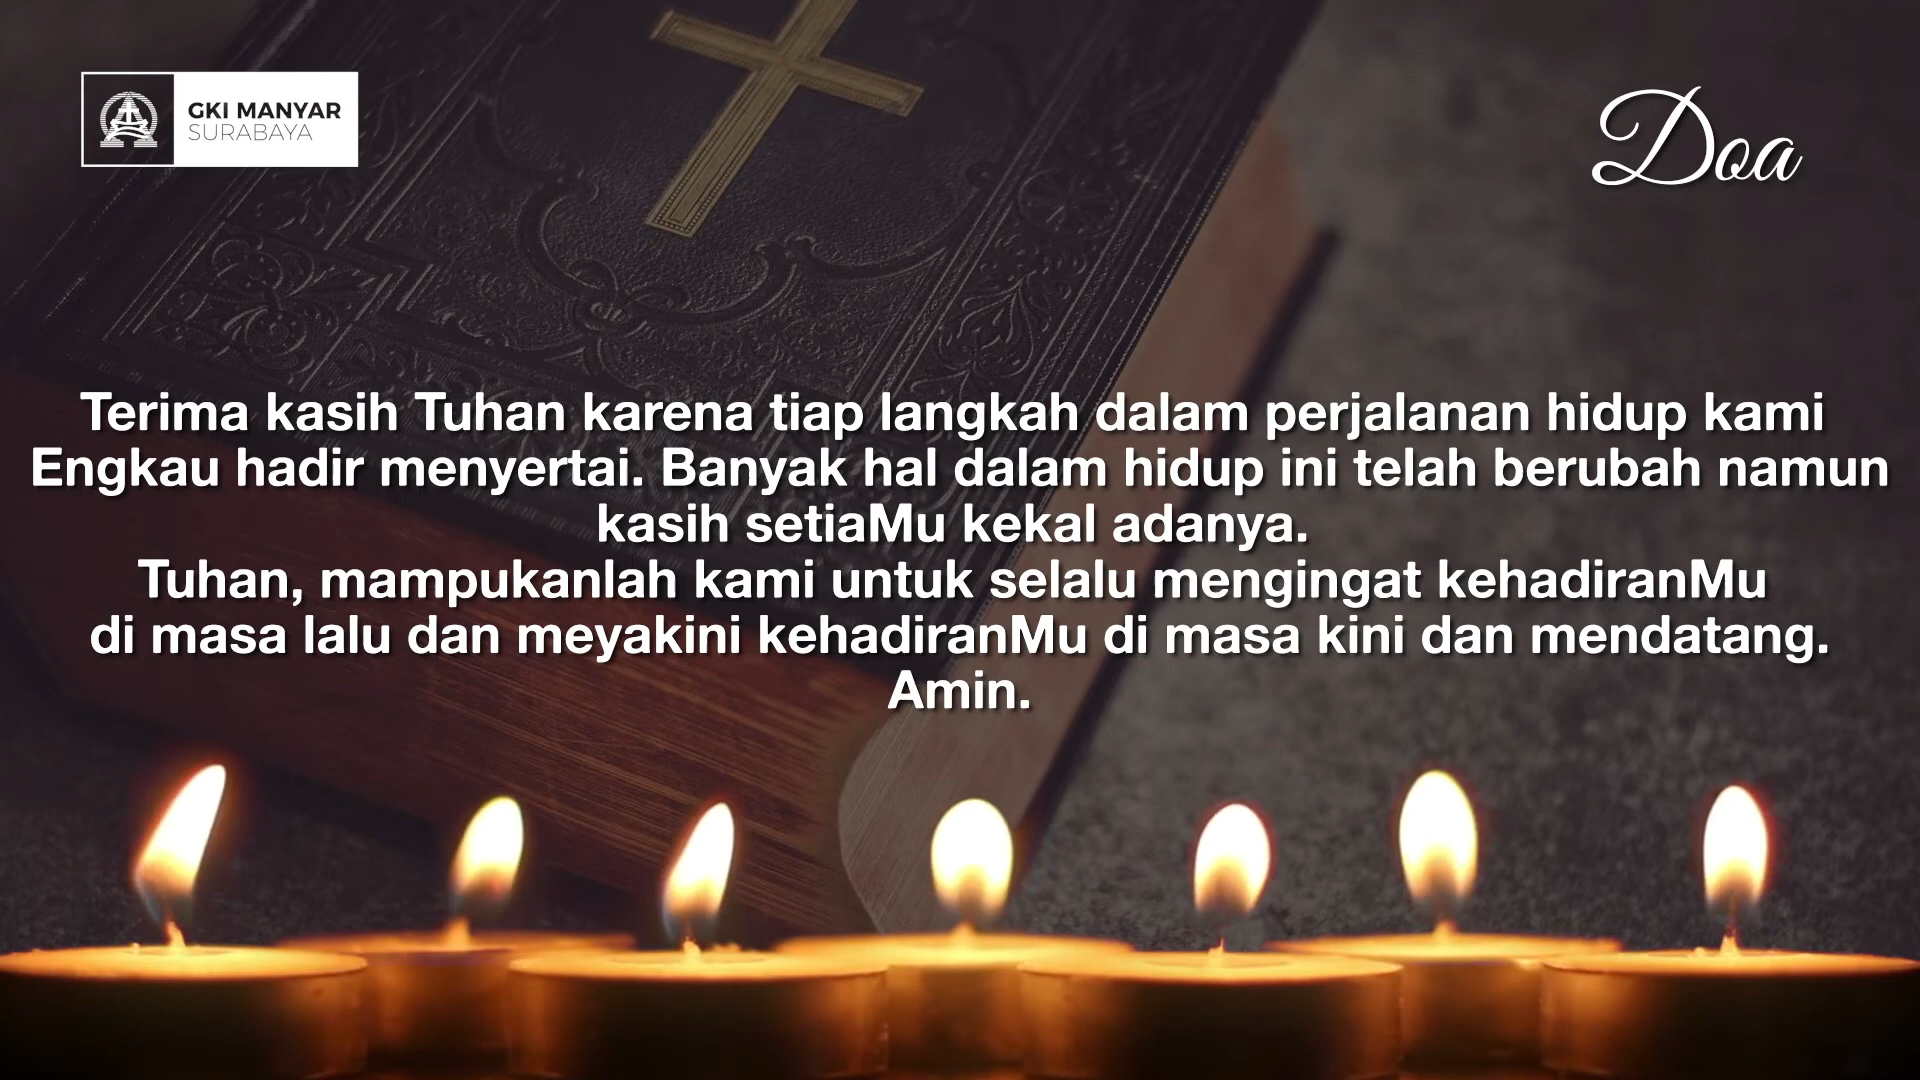 GKI MANYAR
SURABAYA
Doa
Terima kasih Tuhan karena tiap langkah dalam perjalanan hidup kami
Engkau hadir menyertai. Banyak hal dalam hidup ini telah berubah namun
kasih setiaMu kekal adanya.
Tuhan, mampukanlah kami untuk selalu mengingat kehadiranMu
di masa lalu dan meyakini kehadiranMu di masa kini dan mendatang.
Amin.